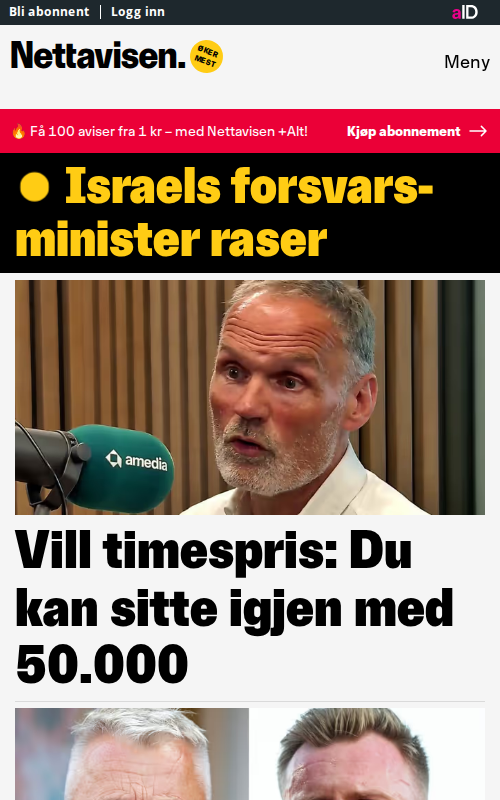 Bli abonnent
Logg inn
aID
Nettavisen.
ØKER
MEST
Meny
Få 100 aviser fra 1 kr – med Nettavisen +Alt!
Kjøp abonnement
Israels forsvars-
minister raser
amedia
Vill timespris: Du
kan sitte igjen med
50.000